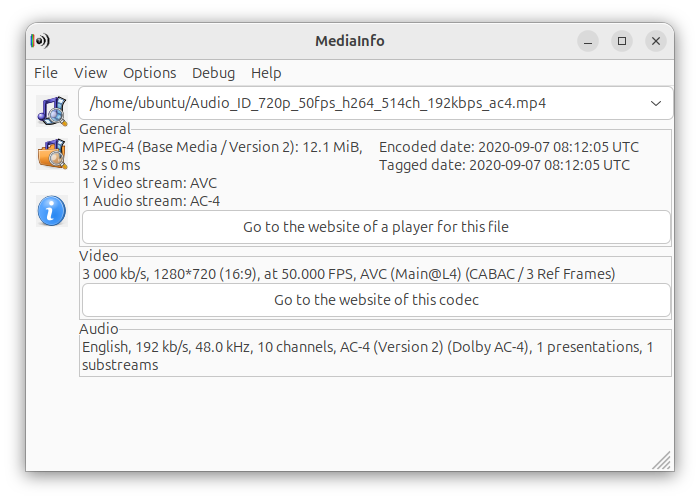 MediaInfo
File View Options Debug Help
/home/ubuntu/Audio_ID_720p_50fps_h264_514ch_192kbps_ac4.mp4
General
MPEG-4 (Base Media / Version 2): 12.1 MiB, Encoded date: 2020-09-07 08:12:05 UTC
32 s 0 ms Tagged date: 2020-09-07 08:12:05 UTC
1 Video stream: AVC
1 Audio stream: AC-4
Go to the website of a player for this file
Video
3 000 kb/s, 1280*720 (16:9), at 50.000 FPS, AVC (Main@L4) (CABAC / 3 Ref Frames)
Go to the website of this codec
Audio
English, 192 kb/s, 48.0 kHz, 10 channels, AC-4 (Version 2) (Dolby AC-4), 1 presentations, 1
substreams